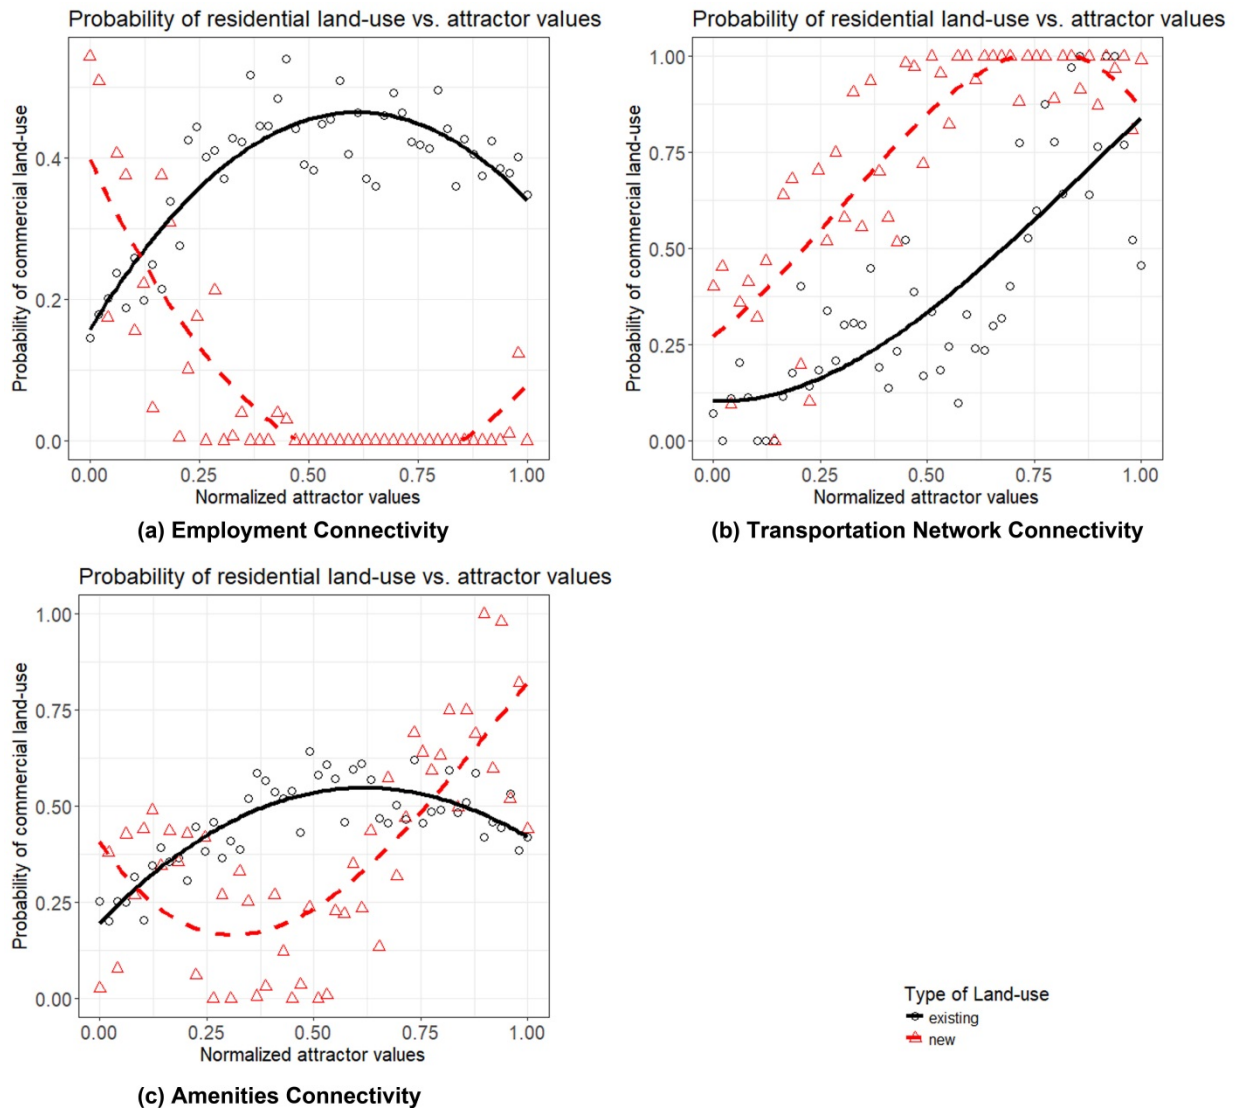 Probability of residential land-use vs. attractor values
Probability of commercial land-use
0.4
0.2
0.0
0.00 0.25 0.50 0.75 1.00
Normalized attractor values
(a) Employment Connectivity
Probability of residential land-use vs. attractor values
Probability of commercial land-use
1.00
0.75
0.50
0.25
0.00
0.00 0.25 0.50 0.75 1.00
Normalized attractor values
(b) Transportation Network Connectivity
Probability of residential land-use vs. attractor values
Probability of commercial land-use
1.00
0.75
0.50
0.25
0.00
0.00 0.25 0.50 0.75 1.00
Normalized attractor values
(c) Amenities Connectivity
Type of Land-use
existing
new